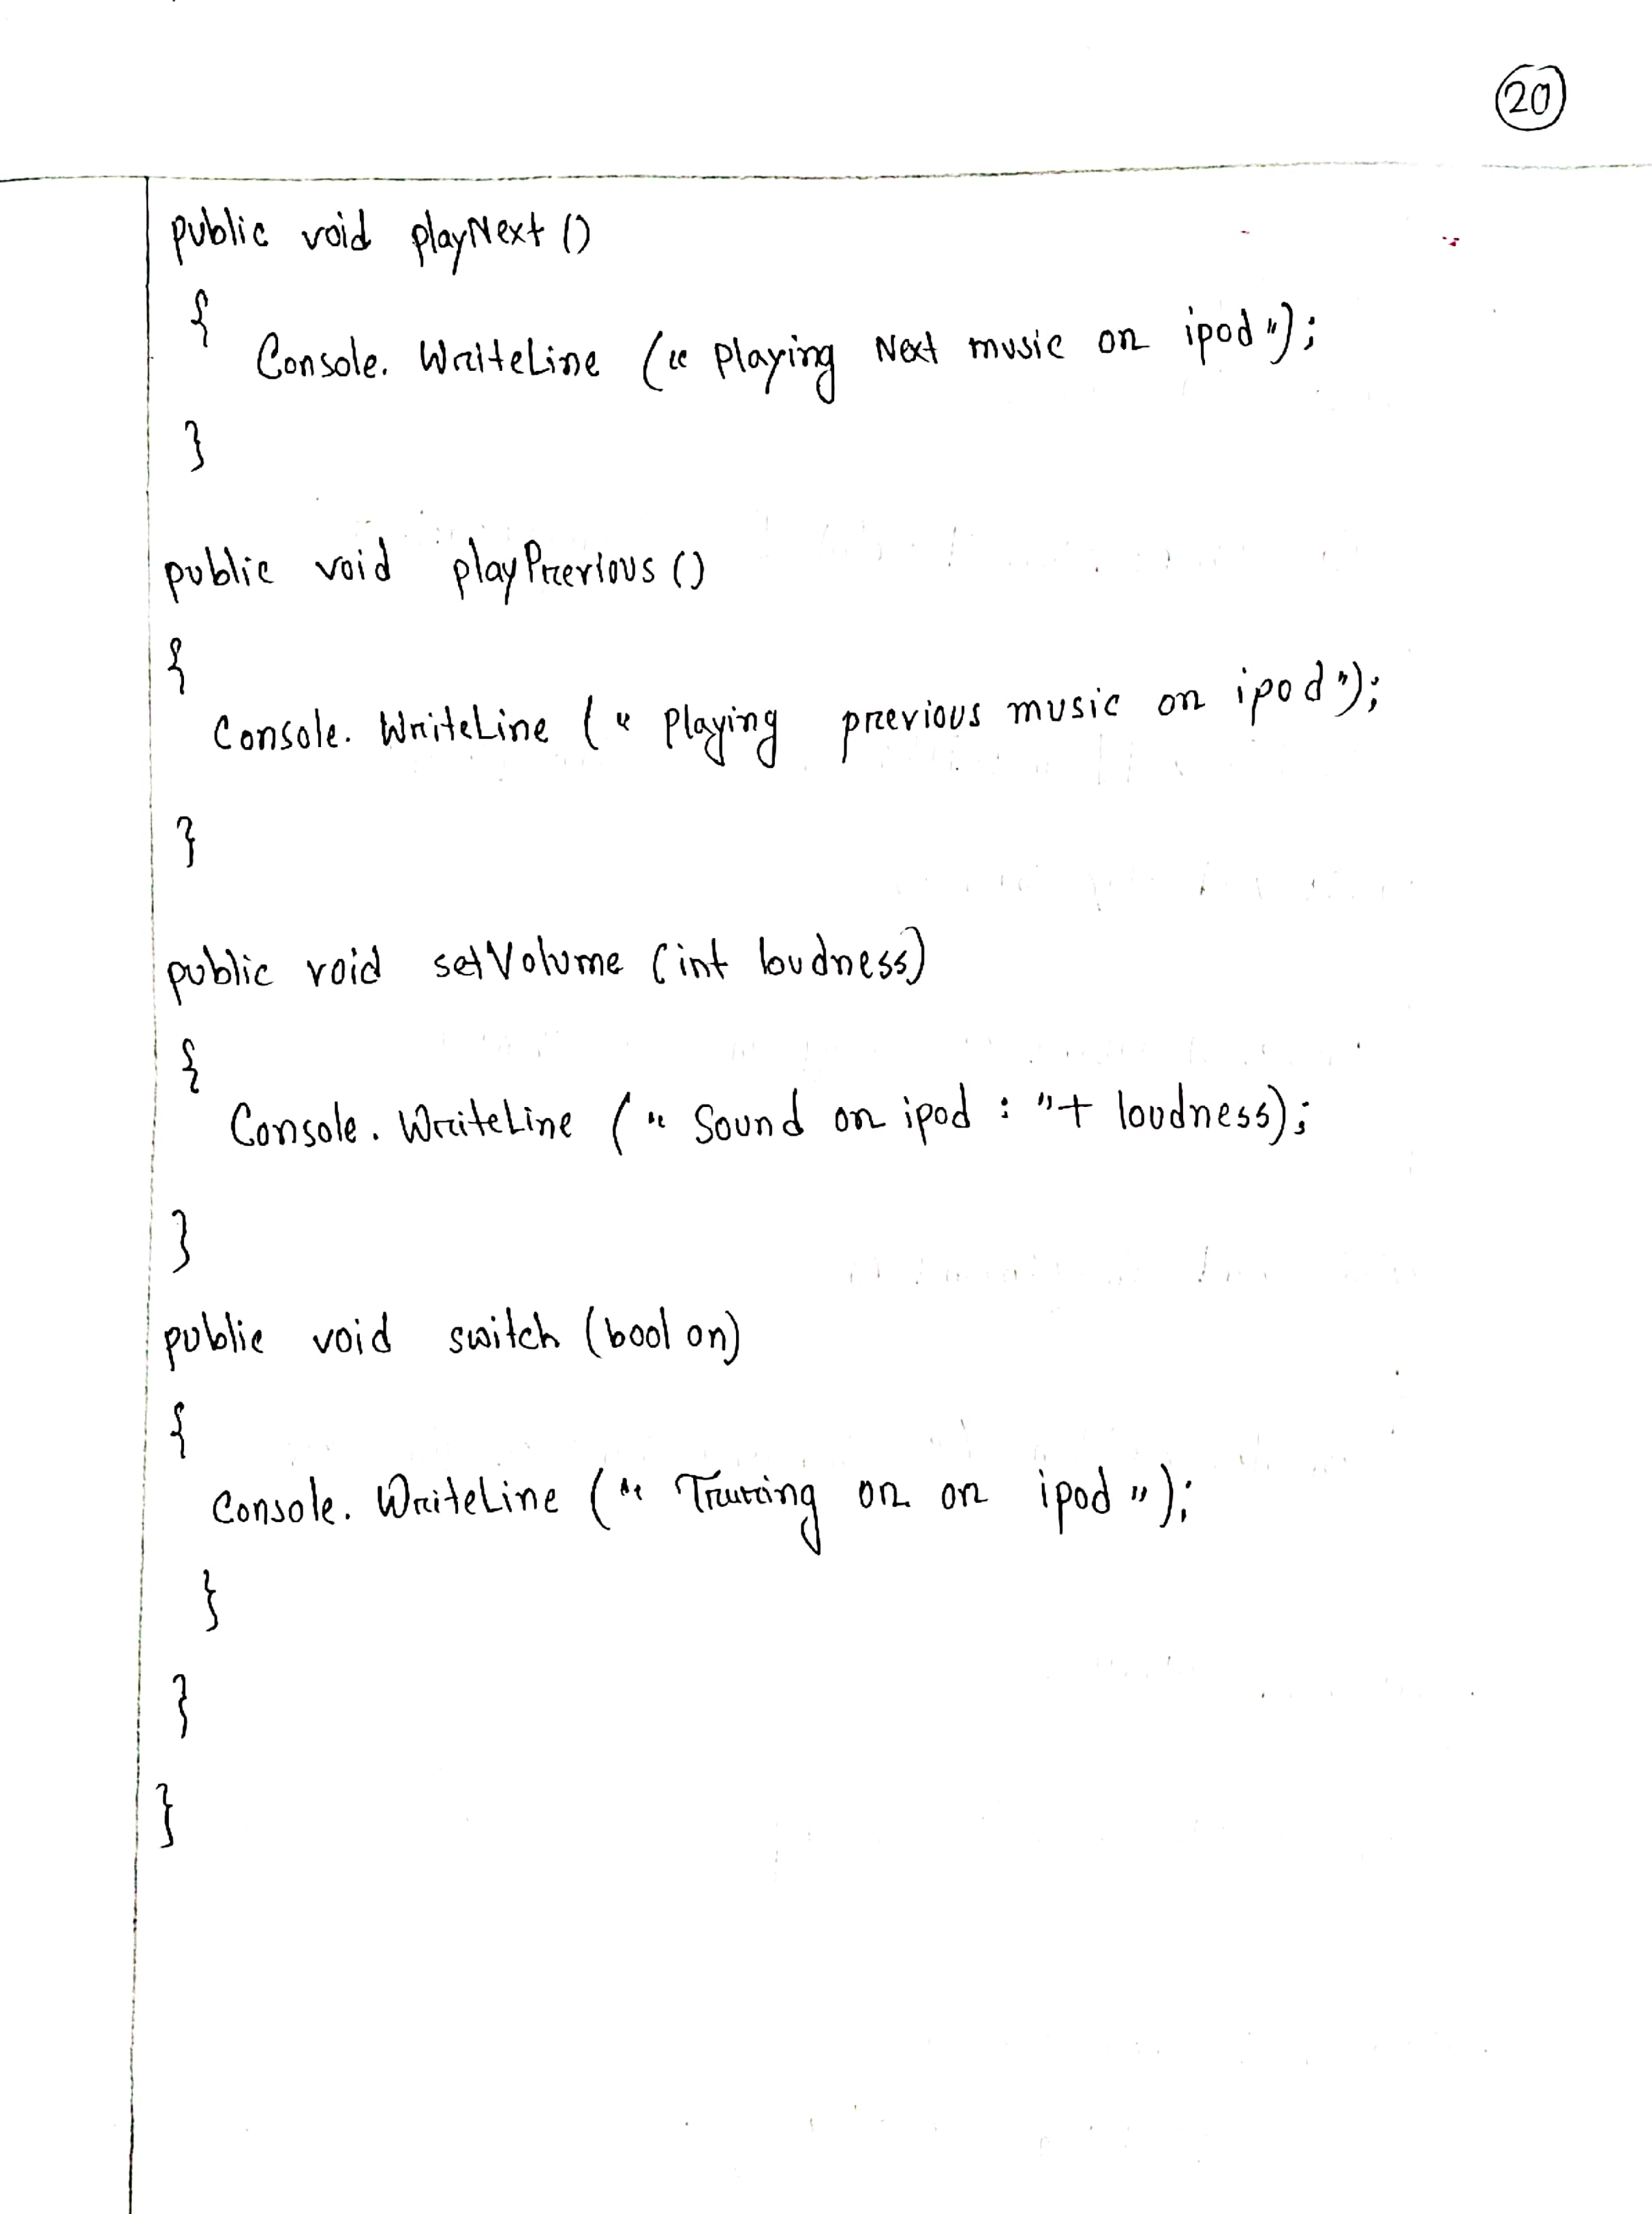 20
public void playNext ()
{
Console. WriteLine (“ Playing Next music on ipod ”);
}
public void playPrevious ()
{
Console. WriteLine (“ Playing previous music on ipod ”);
}
public void setVolume (int loudness)
{
Console. WriteLine (“ Sound on ipod : ”+ loudness);
}
public void switch (bool on)
{
Console. WriteLine (“ on on ipod ”);
}
}
}